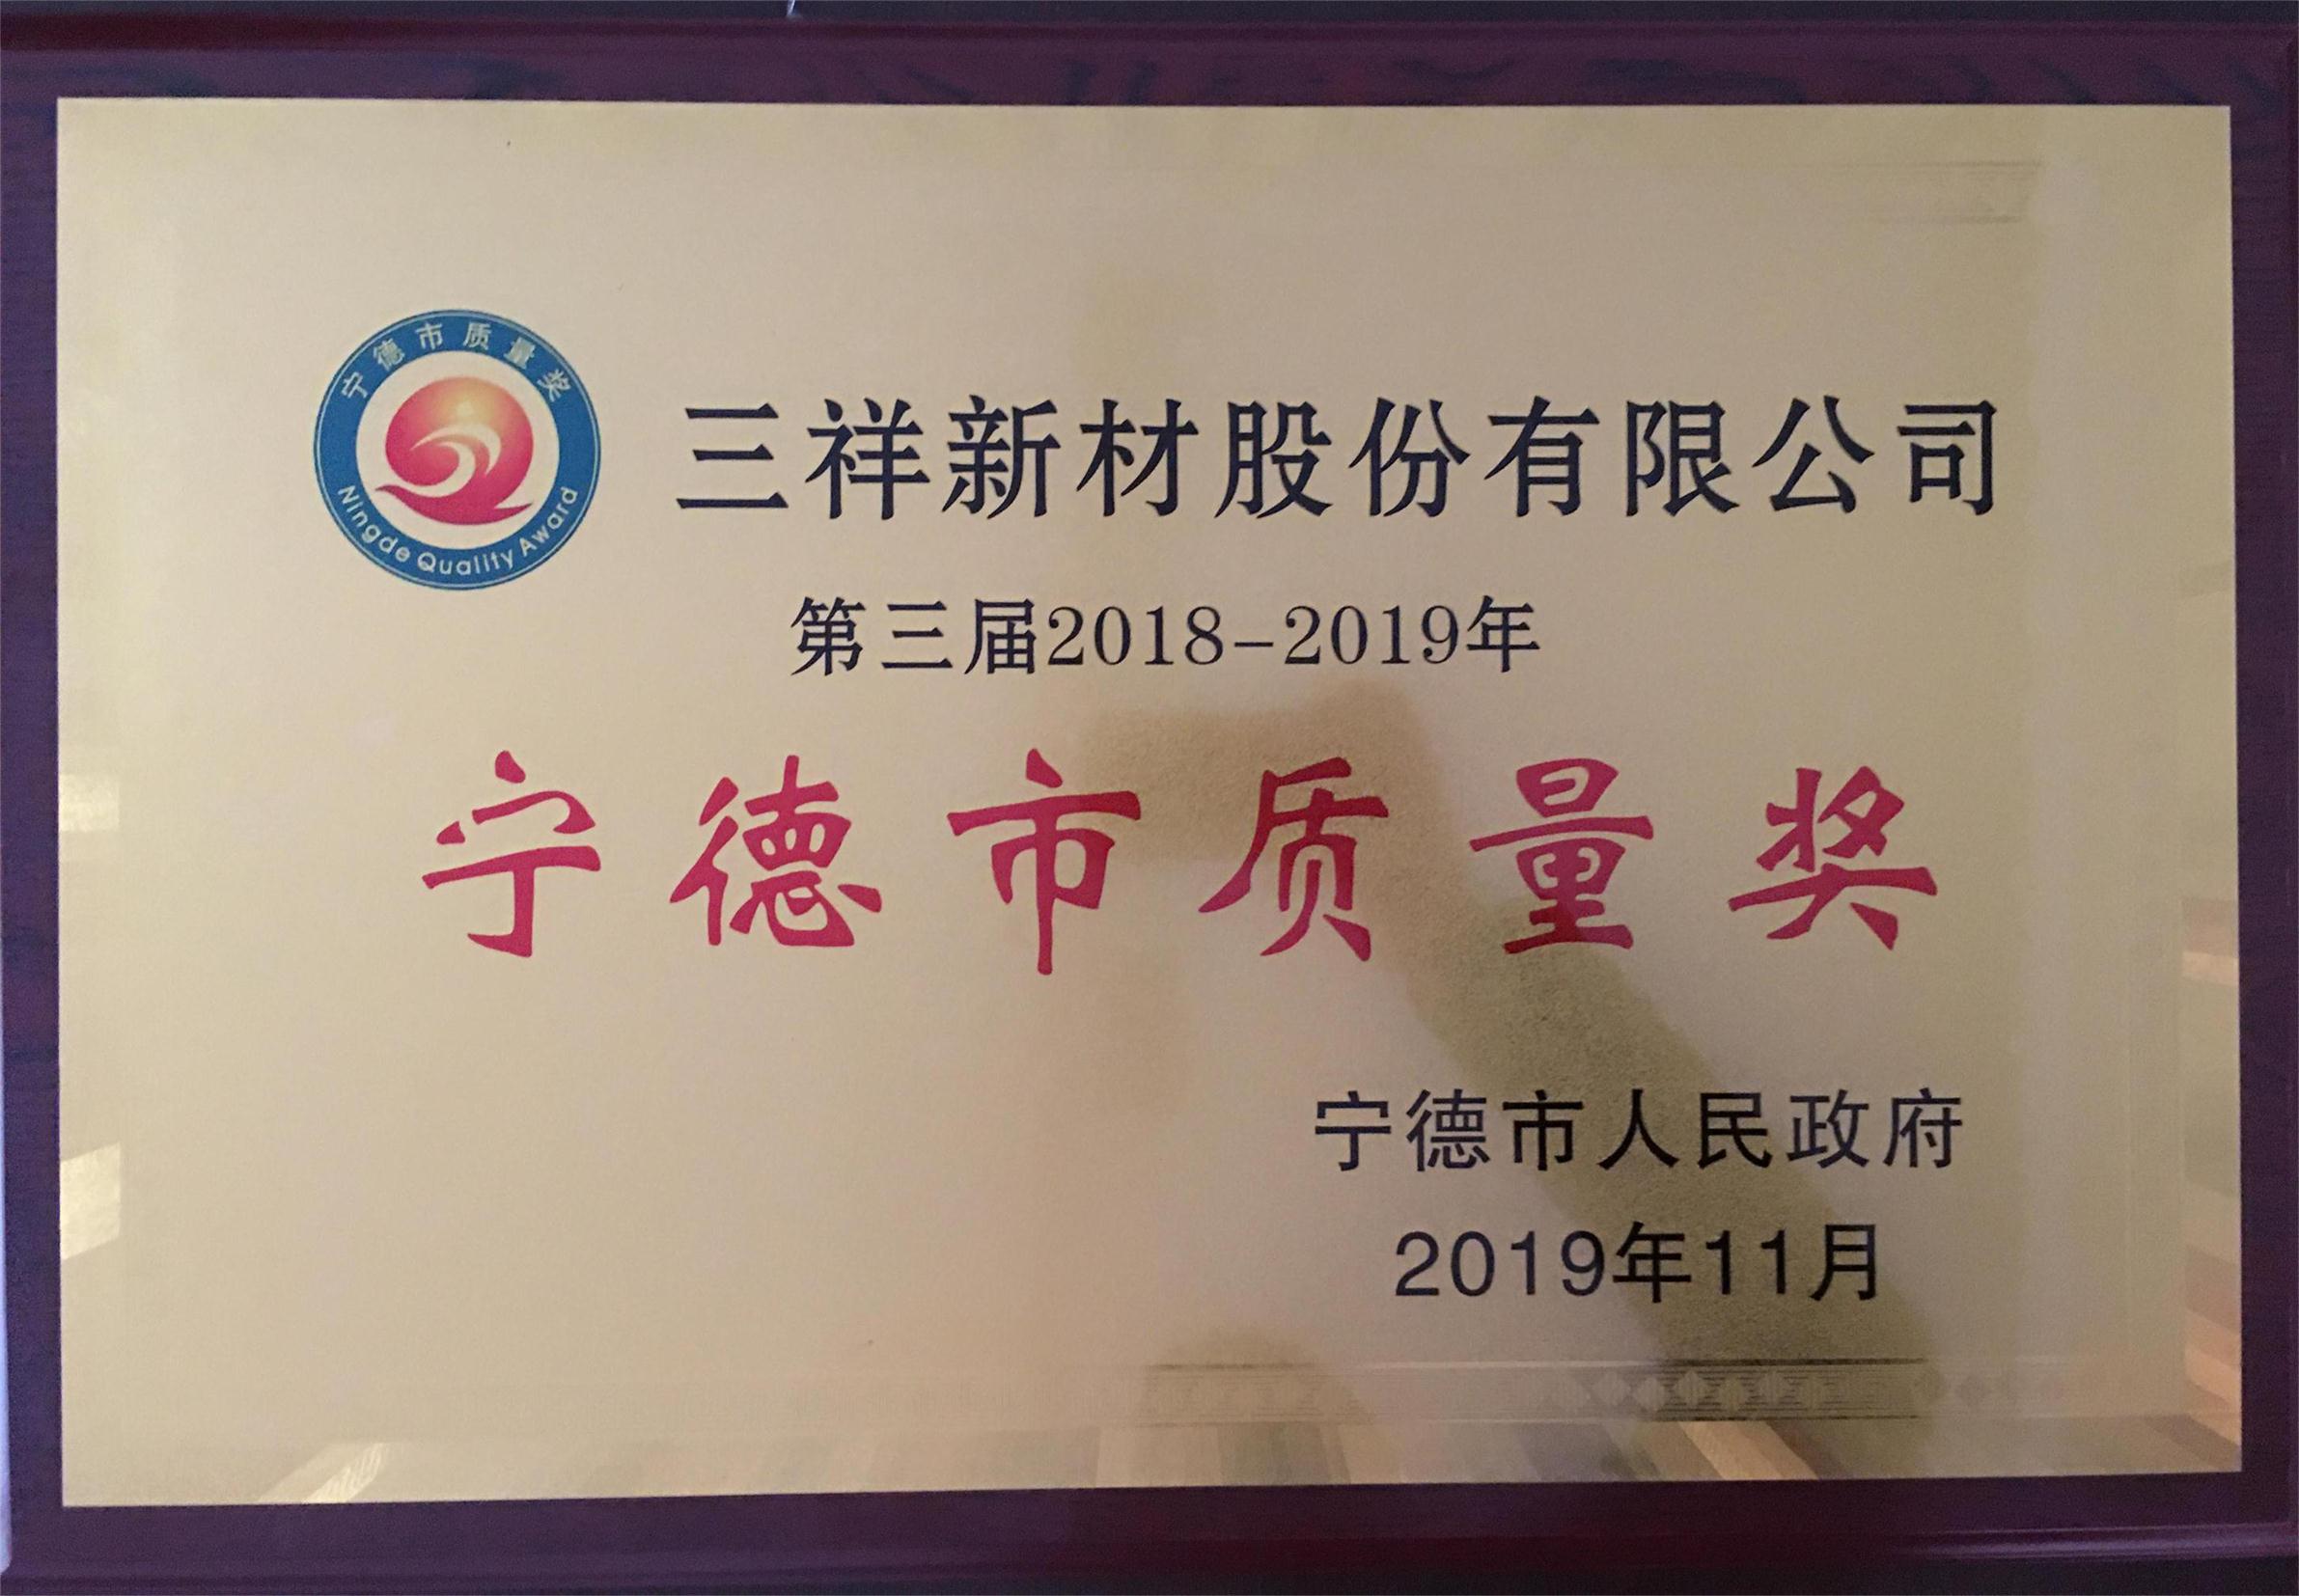 宁德市质量奖
Ningde Quality Award
三祥新材股份有限公司
第三届2018-2019年
宁德市质量奖
宁德市人民政府
2019年11月